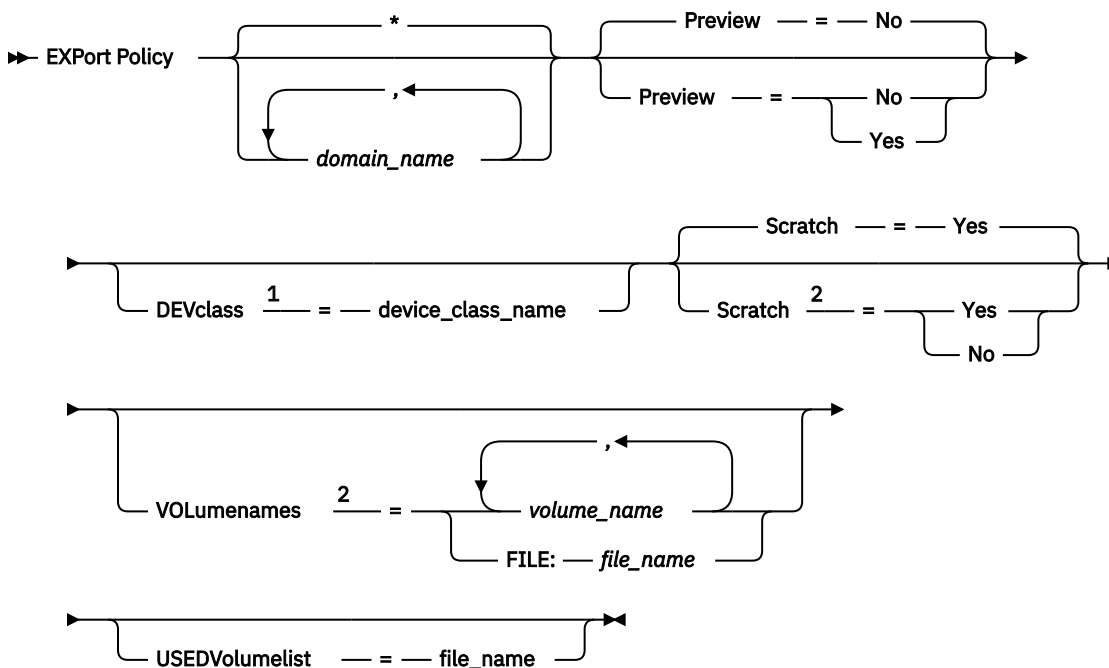 *
Preview = No
EXPort Policy
,
Preview = No
domain_name
Yes
Scratch = Yes
DEVclass 1 = device_class_name
Scratch 2 = Yes
No
,
VOLumenames 2 = volume_name
FILE: file_name
USEDVolumelist = file_name